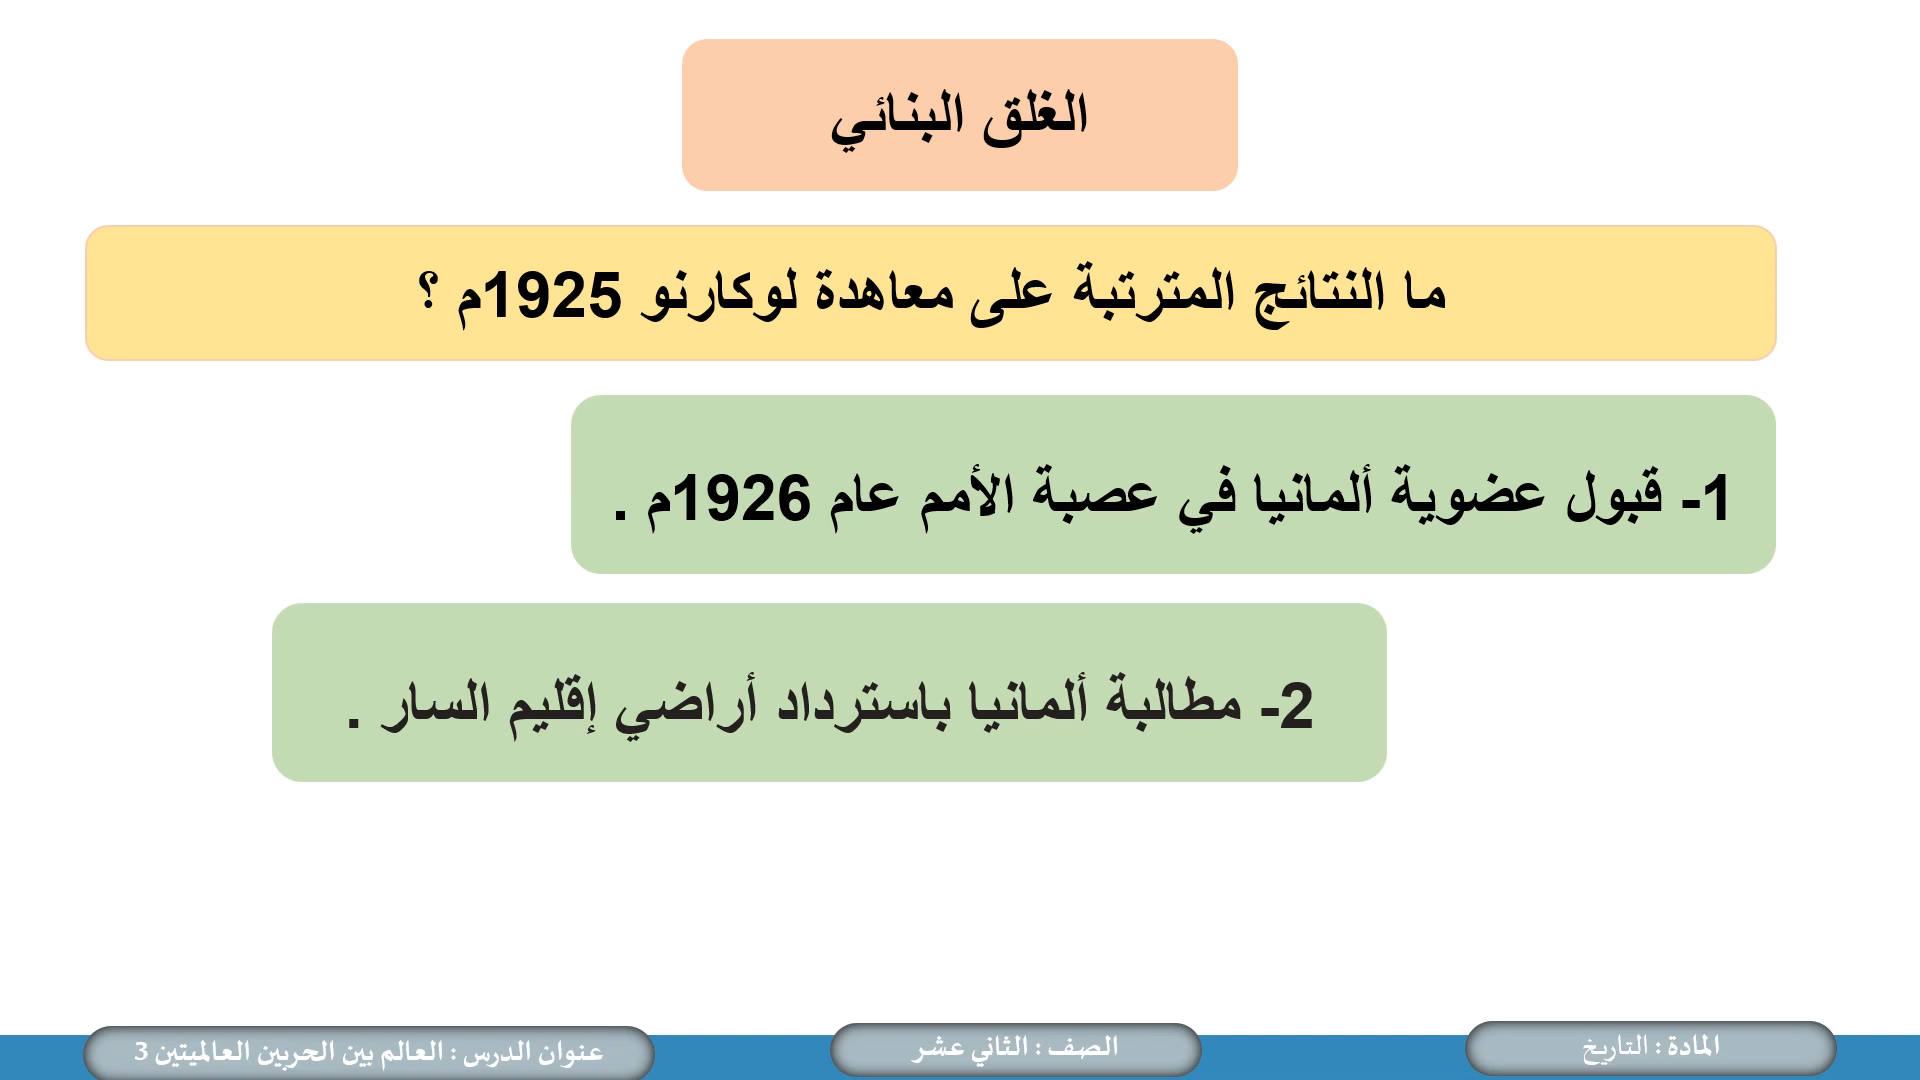 الغلق البنائي
ما النتائج المترتبة على معاهدة لوكارنو 1925م ؟
1- قبول عضوية ألمانيا في عصبة الأمم عام 1926م .
2- مطالبة ألمانيا باسترداد أراضي إقليم السار .
المادة : التاريخ
الصف : الثاني عشر
عنوان الدرس : العالم بين الحربين العالميتين 3